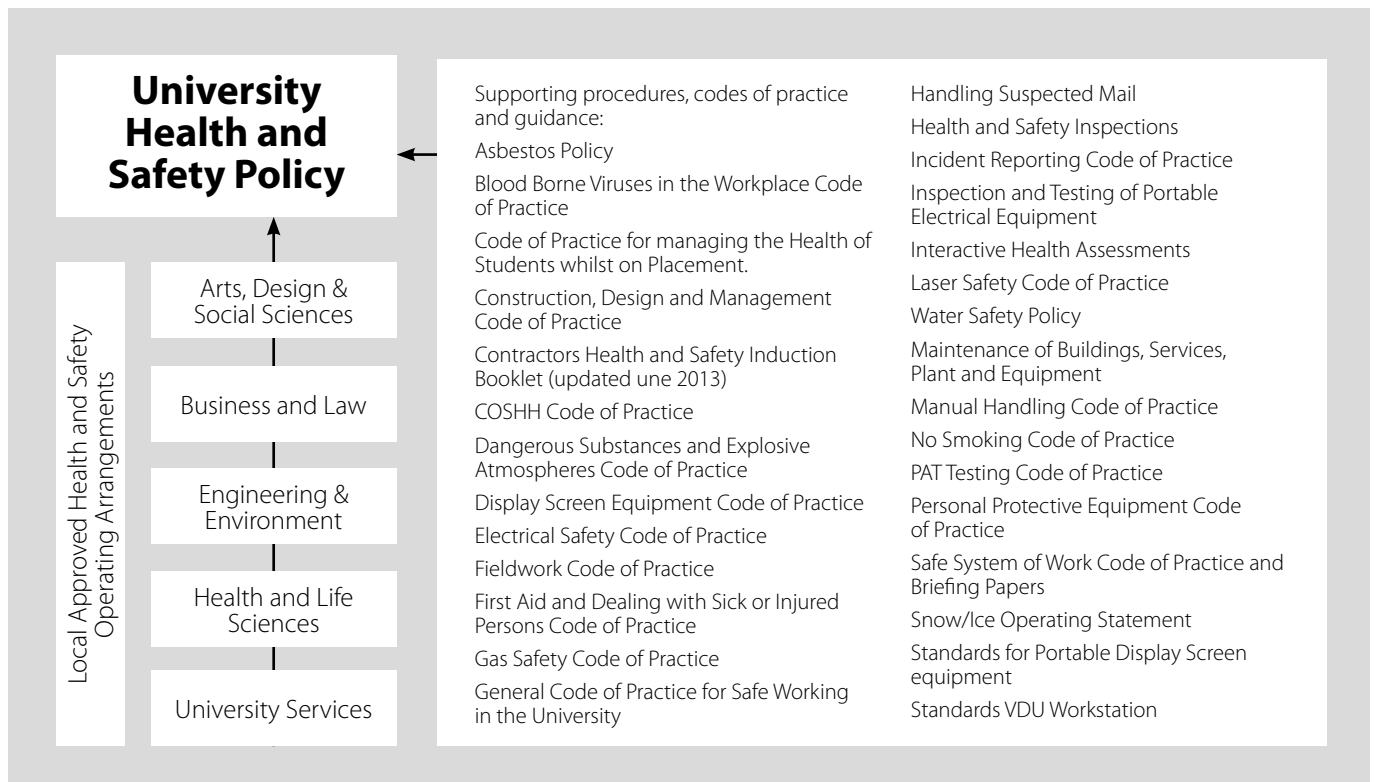 University
Health and
Safety Policy
Local Approved Health and Safety
Operating Arrangements
Arts, Design &
Social Sciences
Business and Law
Engineering &
Environment
Health and Life
Sciences
University Services
Supporting procedures, codes of practice
and guidance:
Asbestos Policy
Blood Borne Viruses in the Workplace Code
of Practice
Code of Practice for managing the Health of
Students whilst on Placement.
Construction, Design and Management
Code of Practice
Contractors Health and Safety Induction
Booklet (updated une 2013)
COSHH Code of Practice
Dangerous Substances and Explosive
Atmospheres Code of Practice
Display Screen Equipment Code of Practice
Electrical Safety Code of Practice
Fieldwork Code of Practice
First Aid and Dealing with Sick or Injured
Persons Code of Practice
Gas Safety Code of Practice
General Code of Practice for Safe Working
in the University
Handling Suspected Mail
Health and Safety Inspections
Incident Reporting Code of Practice
Inspection and Testing of Portable
Electrical Equipment
Interactive Health Assessments
Laser Safety Code of Practice
Water Safety Policy
Maintenance of Buildings, Services,
Plant and Equipment
Manual Handling Code of Practice
No Smoking Code of Practice
PAT Testing Code of Practice
Personal Protective Equipment Code
of Practice
Safe System of Work Code of Practice and
Briefing Papers
Snow/Ice Operating Statement
Standards for Portable Display Screen
equipment
Standards VDU Workstation